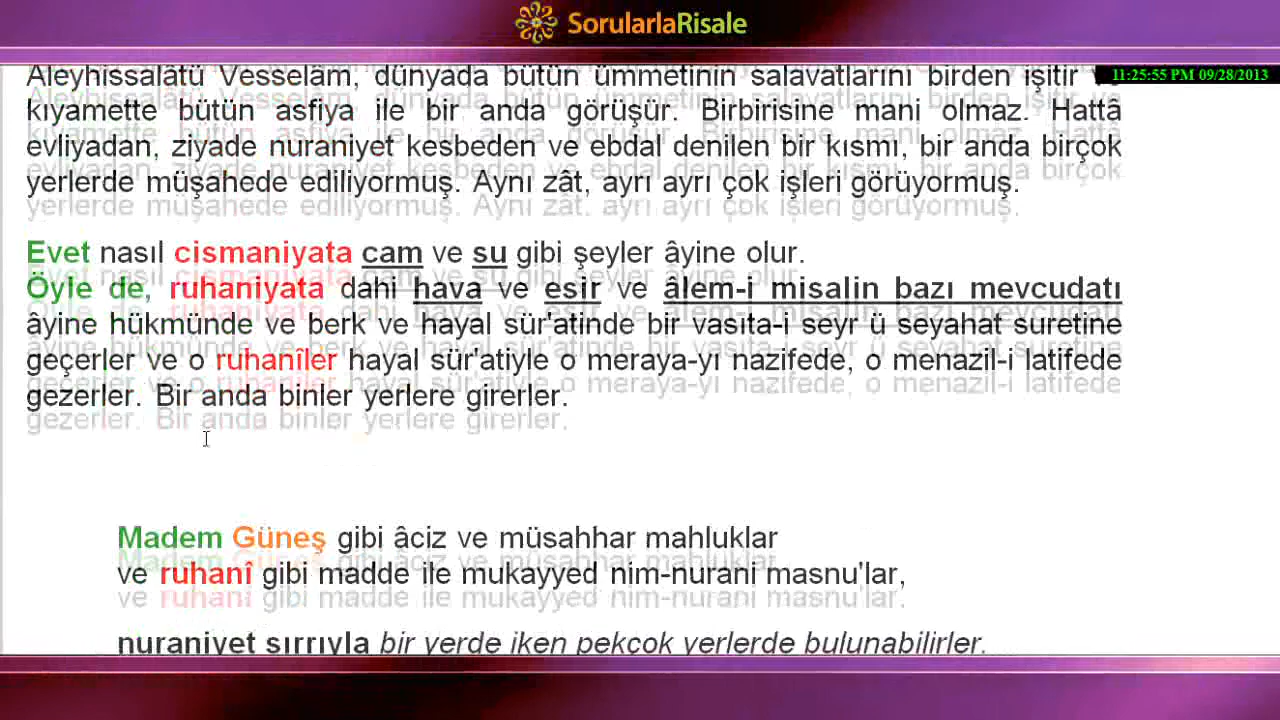 SorularlaRisale
11:25:55 PM 09/28/2013
Aleyhissalâtü Vesselâm, dünyada bütün ümmetinin salavatlarını birden işitir
kıyamette bütün asfiya ile bir anda görüşür. Birbirisine mani olmaz. Hattâ
evliyadan, ziyade nuraniyet kesbeden ve ebdal denilen bir kısmı, bir anda birçok
yerlerde müşahede ediliyormuş. Aynı zât, ayrı ayrı çok işleri görüyormuş.
Evet nasıl cismaniyata cam ve su gibi şeyler âyine olur.
Öyle de, ruhaniyata dahi hava ve esir ve âlem-i misalin bazı mevcudatı
âyine hükmünde ve berk ve hayal sür'atinde bir vasıta-i seyr ü seyahat suretine
geçerler ve o ruhanîler hayal sür'atiyle o meraya-yı nazifede, o menazil-i latifede
gezerler. Bir anda binler yerlere girerler.
Madem Güneş gibi âciz ve müsahhar mahluklar
ve ruhanî gibi madde ile mukayyed nim-nurani masnu'lar,
nuraniyet sırrıyla bir yerde iken pekçok yerlerde bulunabilirler.